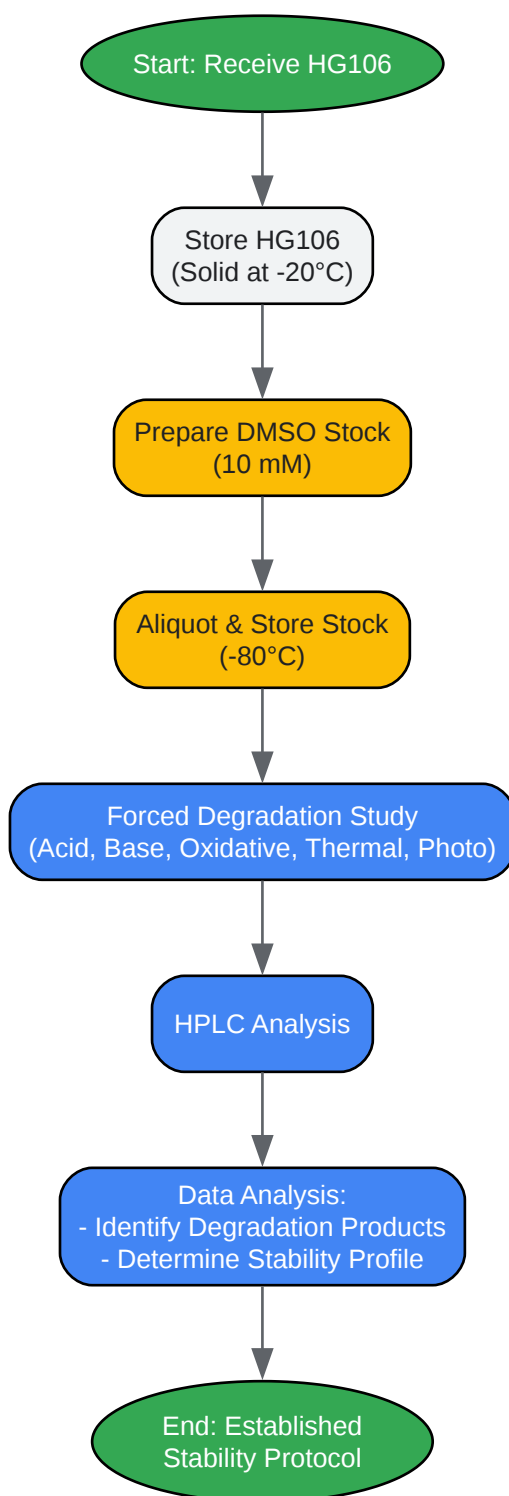 Start: Receive HG106
Store HG106
(Solid at -20°C)
Prepare DMSO Stock
(10 mM)
Aliquot & Store Stock
(-80°C)
Forced Degradation Study
(Acid, Base, Oxidative, Thermal, Photo)
HPLC Analysis
Data Analysis:
- Identify Degradation Products
- Determine Stability Profile
End: Established
Stability Protocol